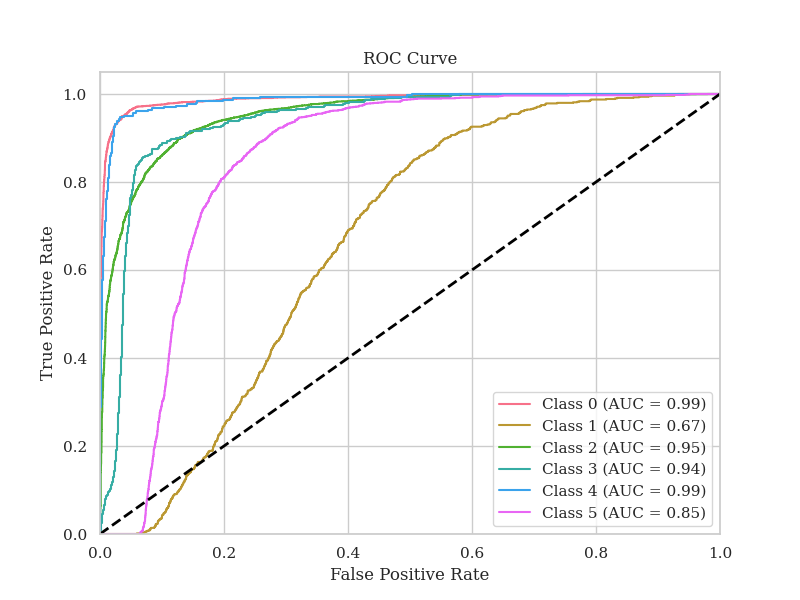 ROC Curve
True Positive Rate
1.0
0.8
0.6
0.4
0.2
0.0
0.0 0.2 0.4 0.6 0.8 1.0
False Positive Rate
Class 0 (AUC = 0.99)
Class 1 (AUC = 0.67)
Class 2 (AUC = 0.95)
Class 3 (AUC = 0.94)
Class 4 (AUC = 0.99)
Class 5 (AUC = 0.85)